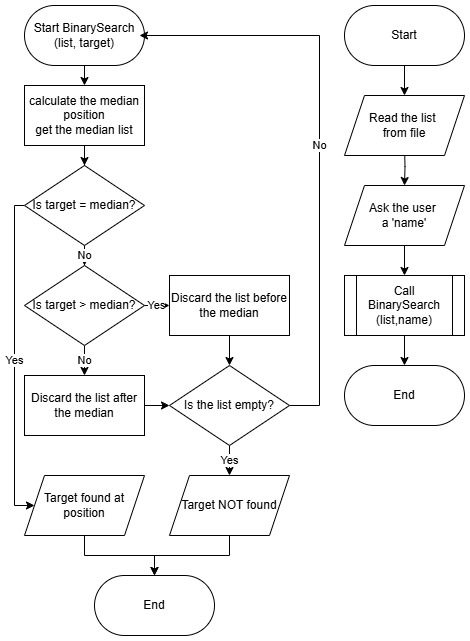 Start BinarySearch
(list, target)
calculate the median
position
get the median list
Is target = median?
No
Is target > median?
Yes
Discard the list before
the median
No
Yes
Discard the list after
the median
Is the list empty?
No
Yes
Target found at
position
Target NOT found
End
Start
Read the list
from file
Ask the user
a 'name'
Call
BinarySearch
(list,name)
End